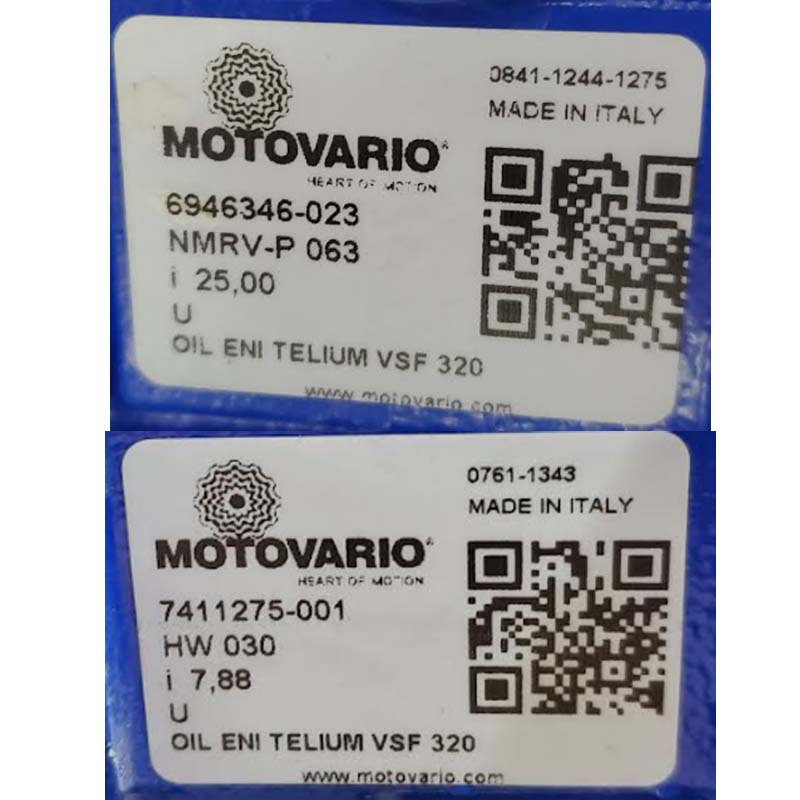 MOTOVARIO®
HEART OF MOTION
0841-1244-1275
MADE IN ITALY
6946346-023
NMRV-P 063
i 25,00
U
OIL ENI TELIUM VSF 320
www.motovario.com
MOTOVARIO®
HEART OF MOTION
0761-1343
MADE IN ITALY
7411275-001
HW 030
i 7,88
U
OIL ENI TELIUM VSF 320
www.motovario.com